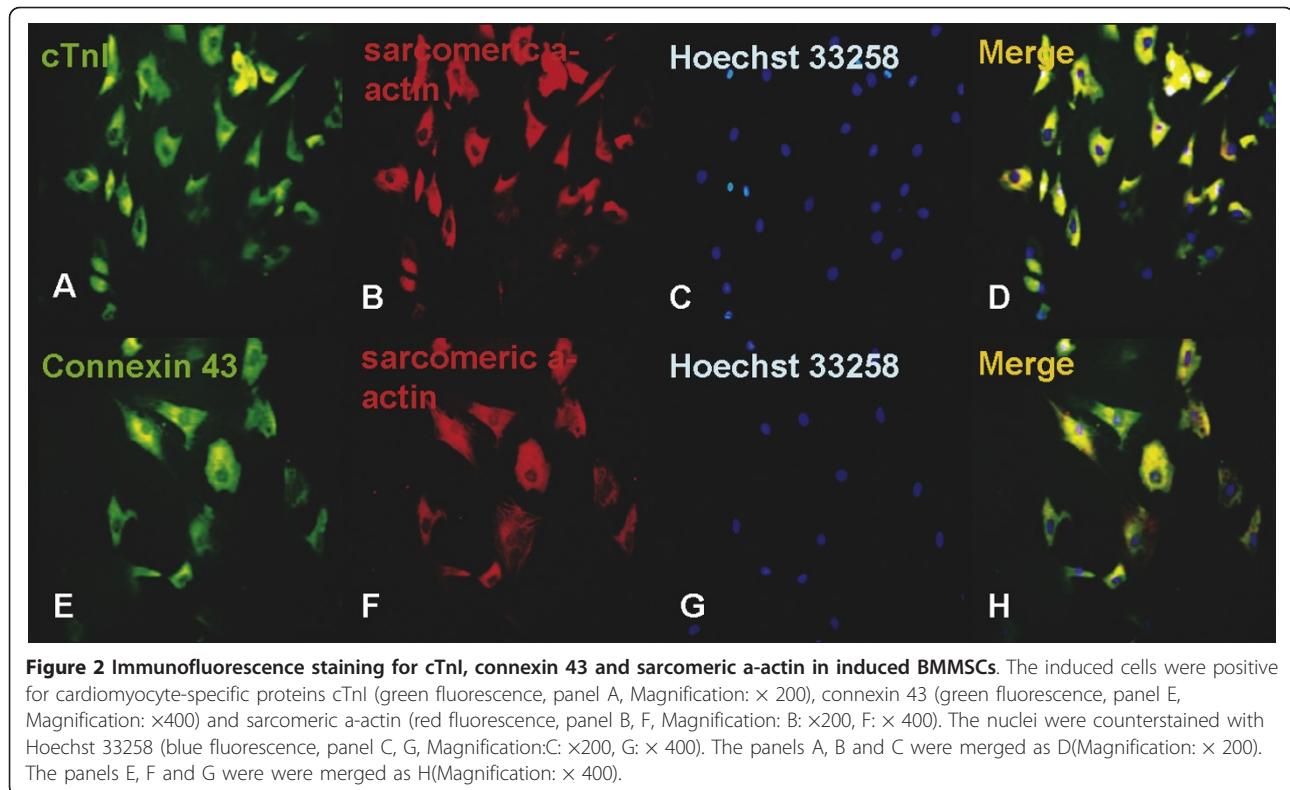 cTnI
sarcomeric a-
actin
Hoechst 33258
Merge
A
B
C
D
Connexin 43
sarcomeric a-
actin
Hoechst 33258
Merge
E
F
G
H
Figure 2 Immunofluorescence staining for cTnI, connexin 43 and sarcomeric a-actin in induced BMMSCs. The induced cells were positive
for cardiomyocyte-specific proteins cTnI (green fluorescence, panel A, Magnification: × 200), connexin 43 (green fluorescence, panel E,
Magnification: ×400) and sarcomeric a-actin (red fluorescence, panel B, F, Magnification: B: ×200, F: × 400). The nuclei were counterstained with
Hoechst 33258 (blue fluorescence, panel C, G, Magnification:C: ×200, G: × 400). The panels A, B and C were merged as D(Magnification: × 200).
The panels E, F and G were were merged as H(Magnification: × 400).